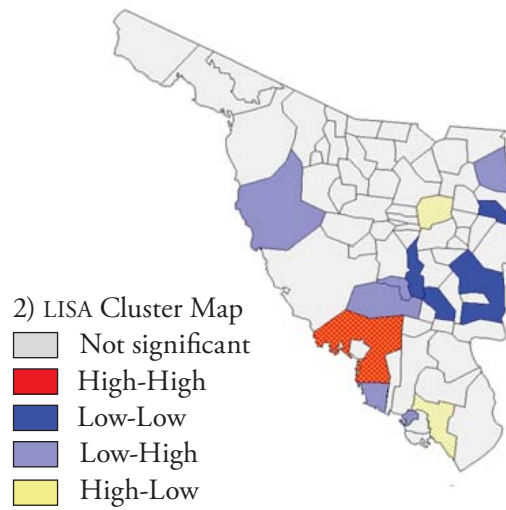 2) LISA Cluster Map
Not significant
High-High
Low-Low
Low-High
High-Low